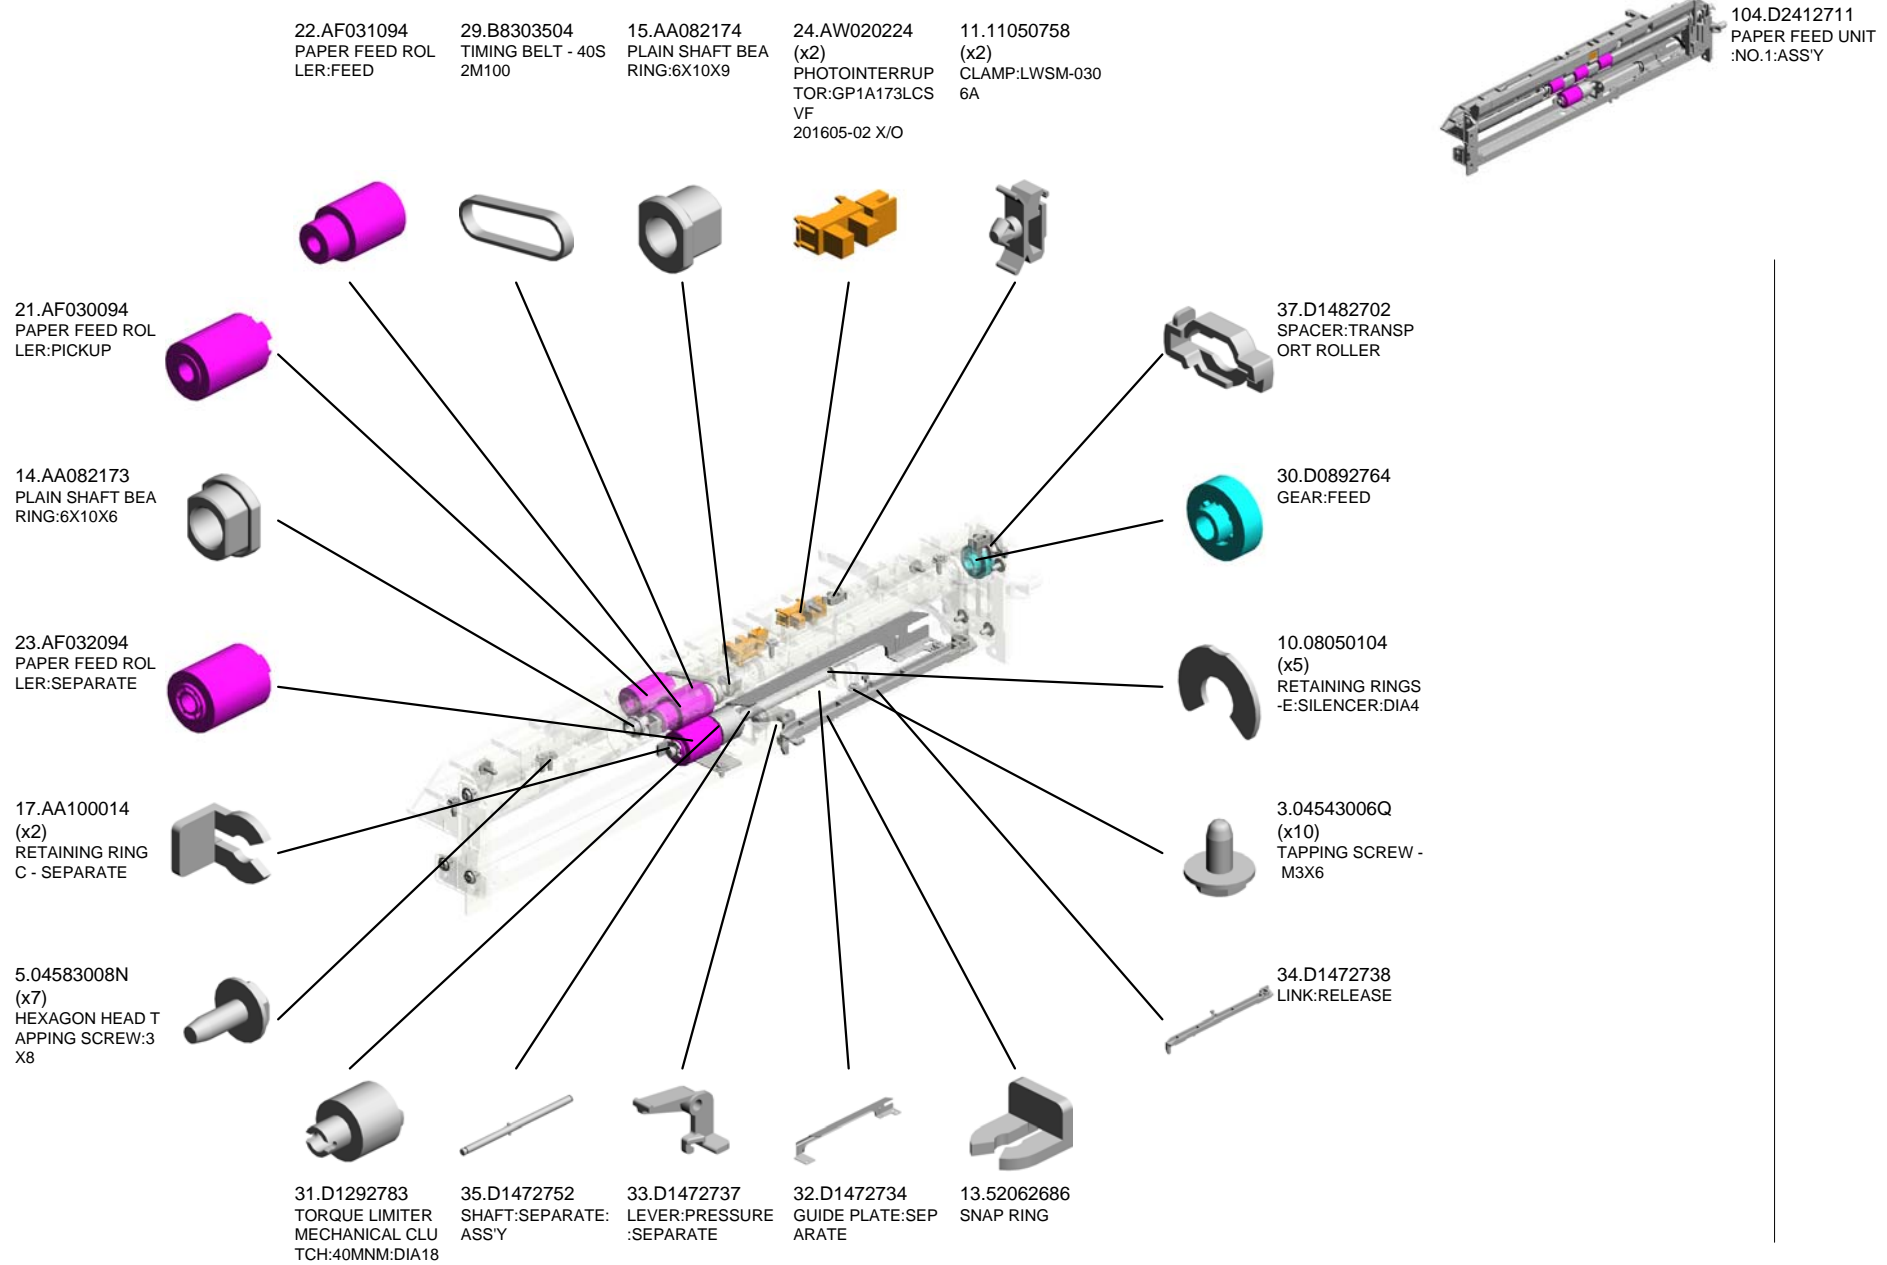 22.AF031094
PAPER FEED ROL
LER:FEED
29.B8303504
TIMING BELT - 40S
2M100
15.AA082174
PLAIN SHAFT BEA
RING:6X10X9
24.AW020224
(x2)
PHOTOINTERRUP
TOR:GP1A173LCS
VF
201605-02 X/O
11.11050758
(x2)
CLAMP:LWSM-030
6A
104.D2412711
PAPER FEED UNIT
:NO.1:ASS'Y
21.AF030094
PAPER FEED ROL
LER:PICKUP
37.D1482702
SPACER:TRANSP
ORT ROLLER
14.AA082173
PLAIN SHAFT BEA
RING:6X10X6
30.D0892764
GEAR:FEED
23.AF032094
PAPER FEED ROL
LER:SEPARATE
10.08050104
(x5)
RETAINING RINGS
-E:SILENCER:DIA4
17.AA100014
(x2)
RETAINING RING
C - SEPARATE
3.04543006Q
(x10)
TAPPING SCREW -
M3X6
5.04583008N
(x7)
HEXAGON HEAD T
APPING SCREW:3
X8
34.D1472738
LINK:RELEASE
31.D1292783
TORQUE LIMITER
MECHANICAL CLU
TCH:40MNM:DIA18
35.D1472752
SHAFT:SEPARATE:
ASS'Y
33.D1472737
LEVER:PRESSURE
:SEPARATE
32.D1472734
GUIDE PLATE:SEP
ARATE
13.52062686
SNAP RING